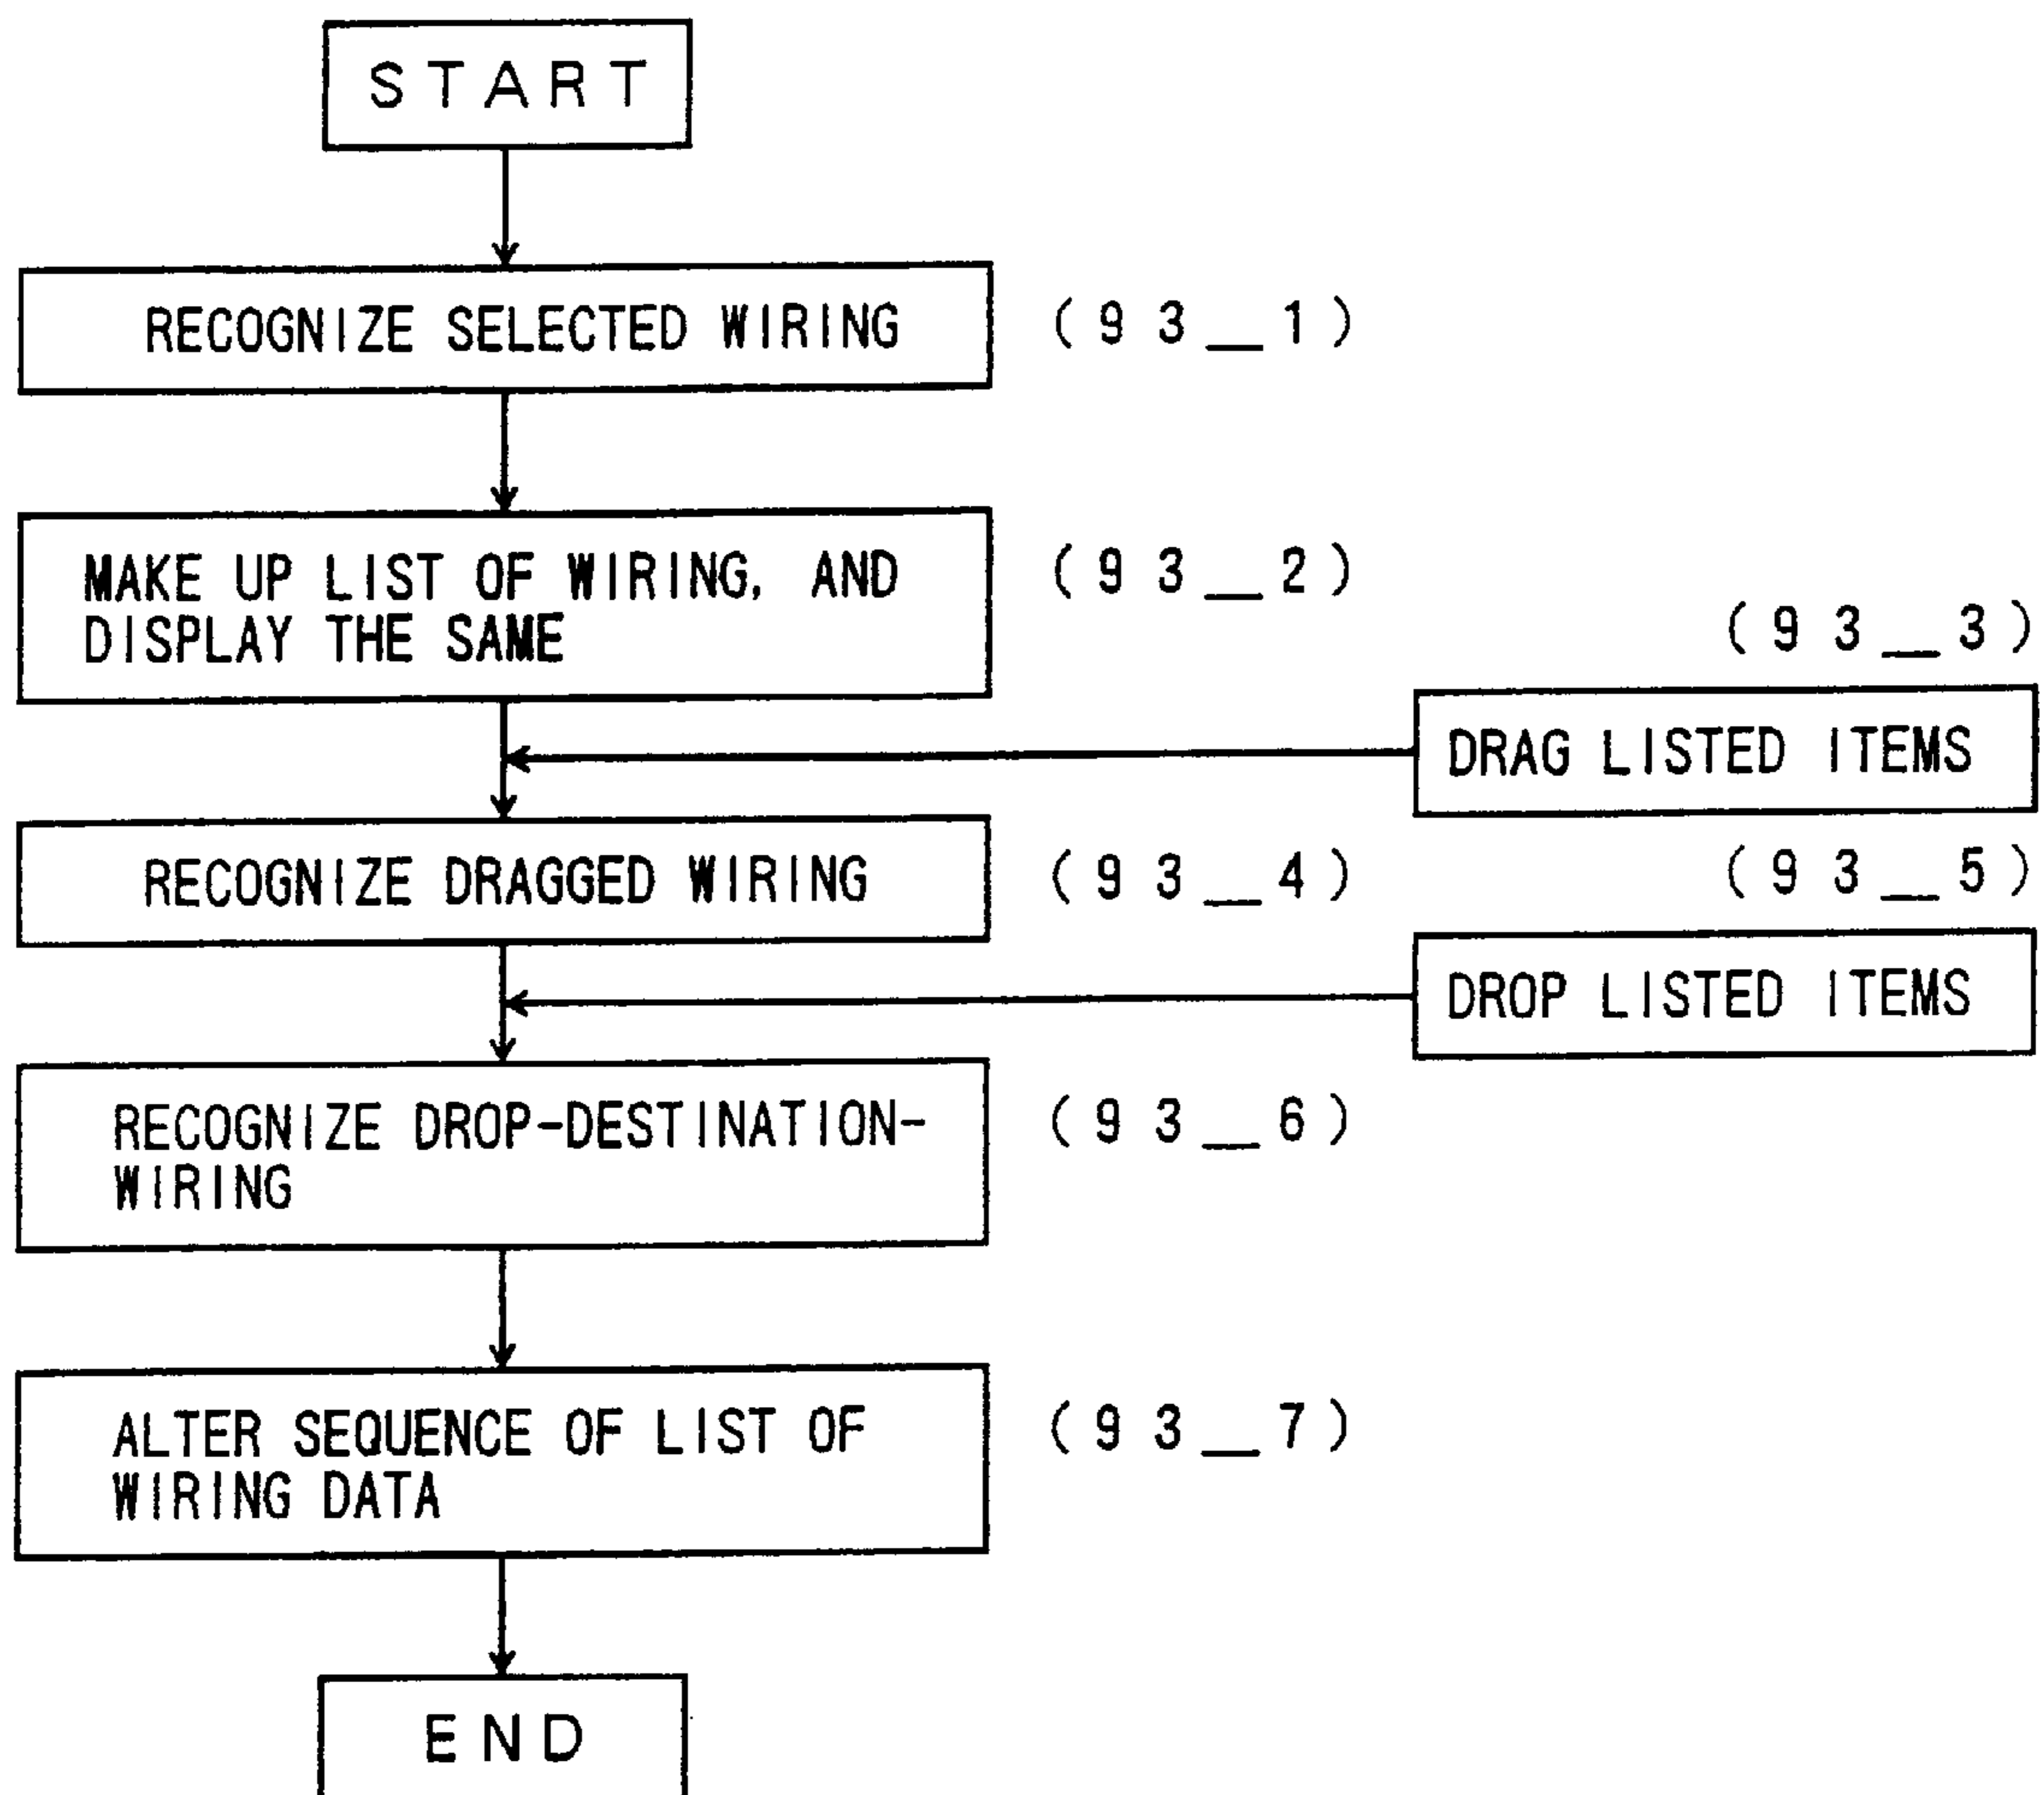 START
RECOGNIZE SELECTED WIRING
(93_1)
MAKE UP LIST OF WIRING, AND
DISPLAY THE SAME
(93_2)
(93_3)
DRAG LISTED ITEMS
RECOGNIZE DRAGGED WIRING
(93_4)
(93_5)
DROP LISTED ITEMS
RECOGNIZE DROP-DESTINATION-
WIRING
(93_6)
ALTER SEQUENCE OF LIST OF
WIRING DATA
(93_7)
END